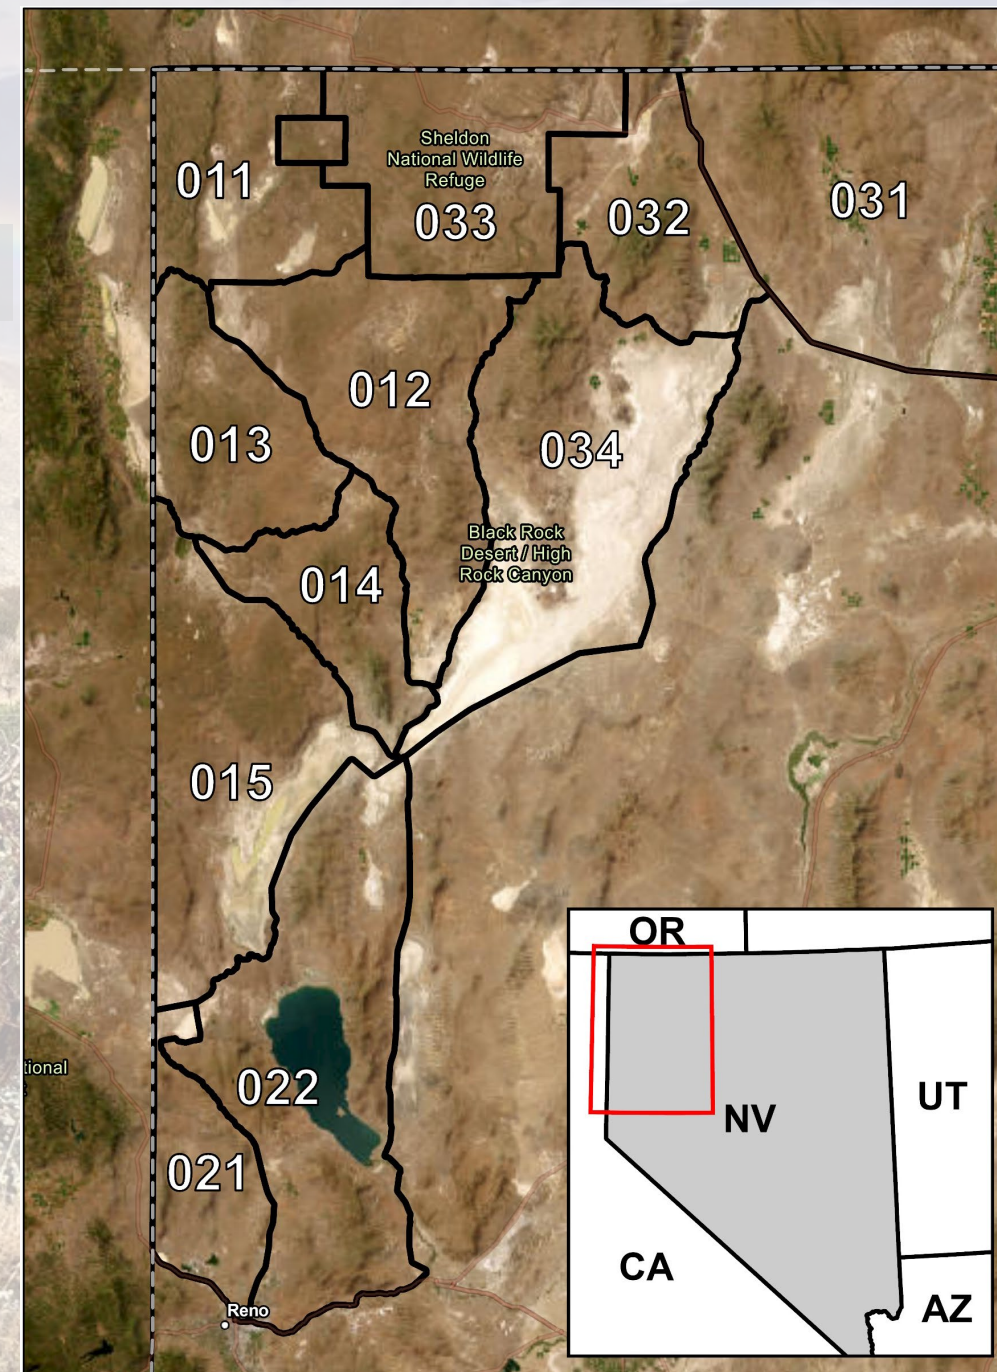 Sheldon
National Wildlife
Refuge
011
033
032
031
012
013
034
Black Rock
Desert / High
Rock Canyon
014
015
OR
tional
022
NV
UT
021
CA
AZ
Reno